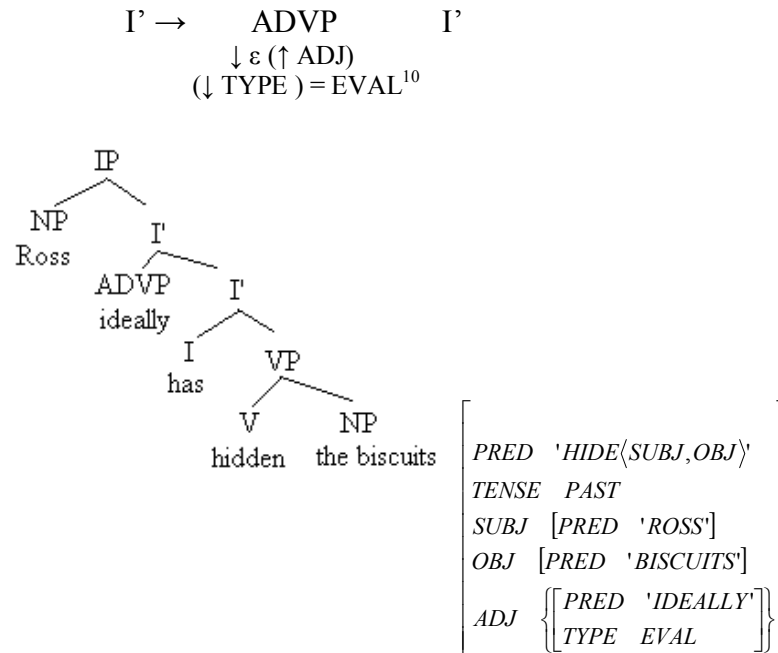 I’ → ADVP I’
↓ ε (↑ ADJ)
(↓ TYPE ) = EVAL10
IP
NP
Ross
I'
ADVP
ideally
I'
I
has
VP
V
hidden
NP
the biscuits
PRED 'HIDE⟨SUBJ,OBJ⟩'
TENSE PAST
SUBJ [PRED 'ROSS']
OBJ [PRED 'BISCUITS']
ADJ {[PRED 'IDEALLY'
TYPE EVAL]}